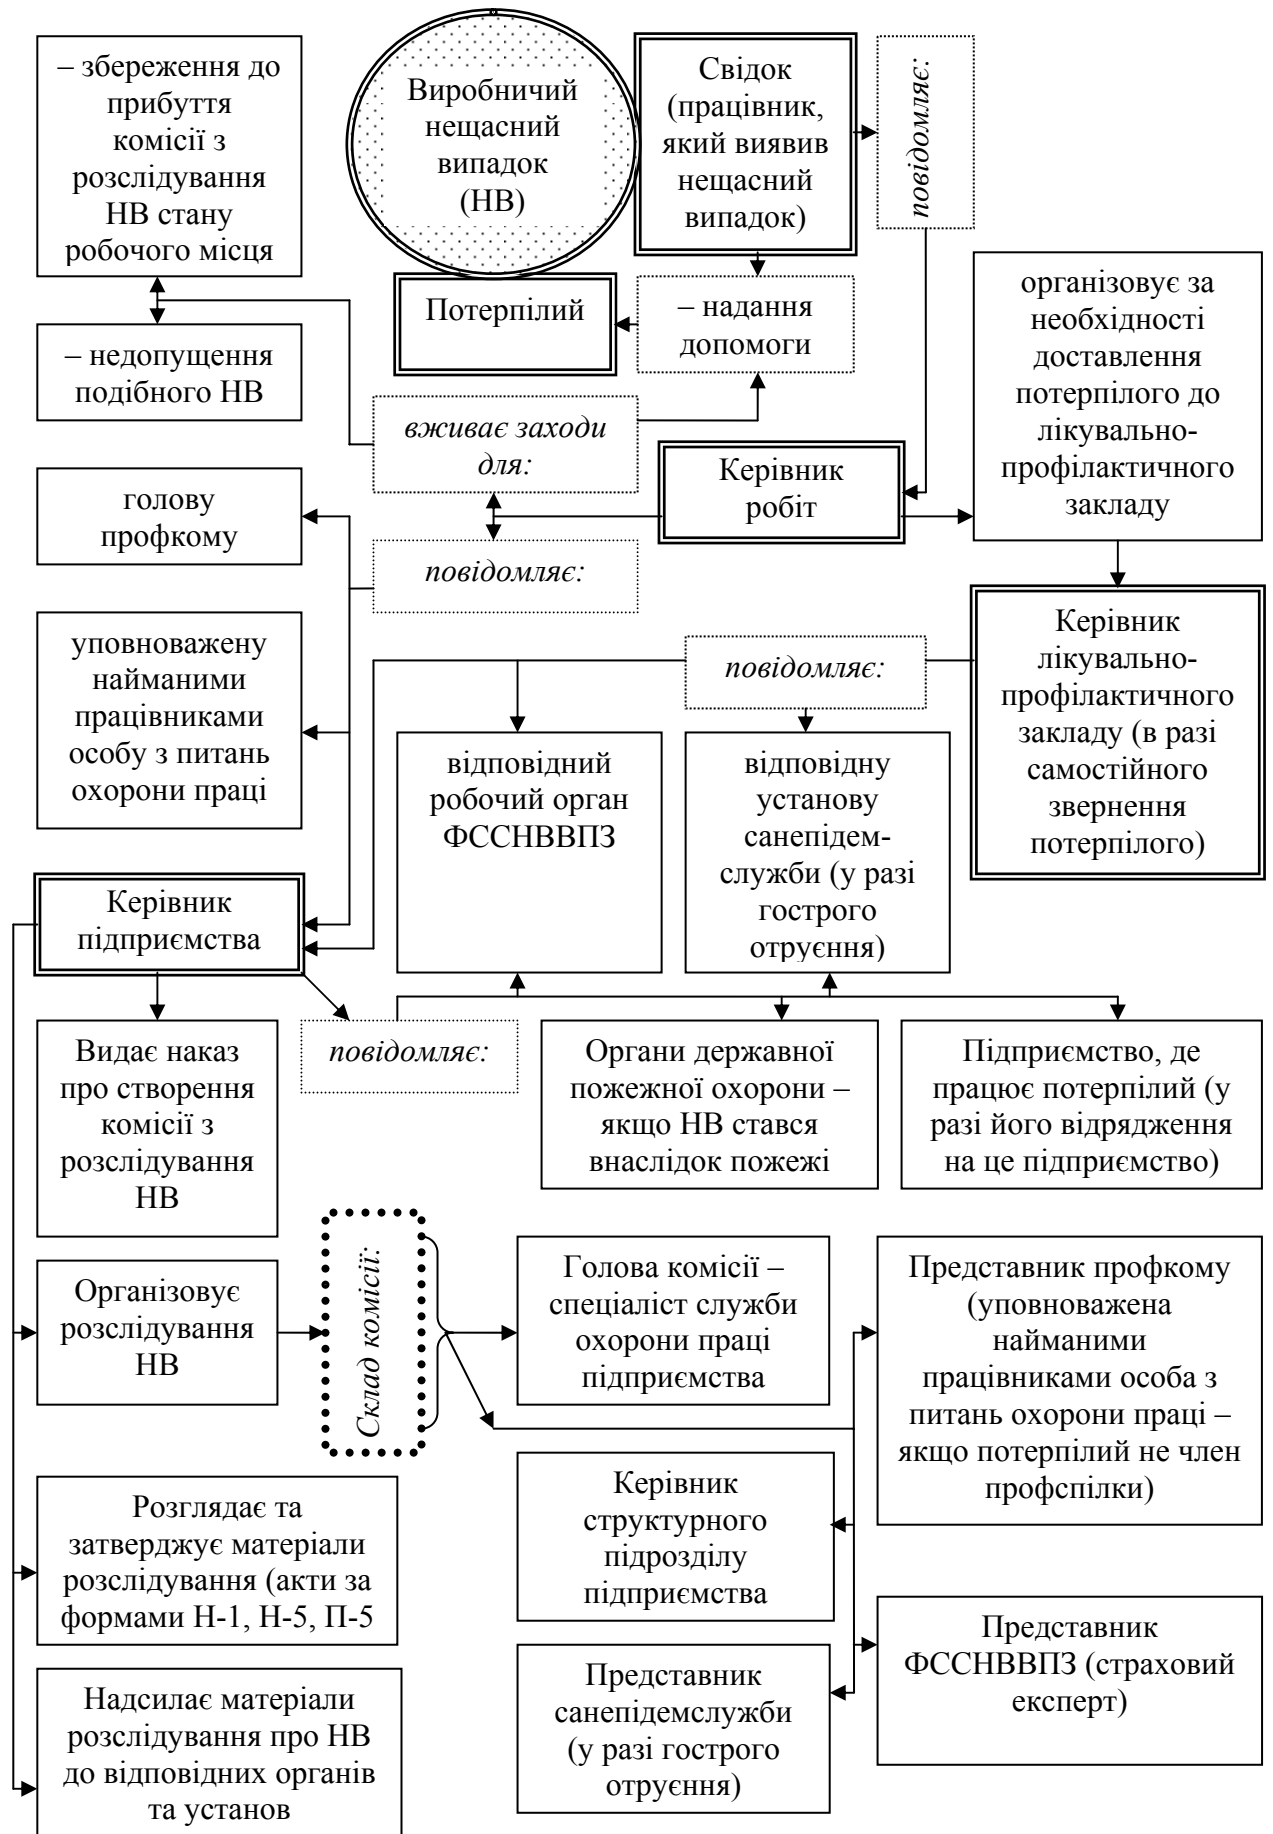 – збереження до
прибуття
комісії з
розслідування
НВ стану
робочого місця
Виробничий
нещасний
випадок
(НВ)
Свідок
(працівник,
який виявив
нещасний
випадок)
повідомляє:
Потерпілий
– надання
допомоги
організовує за
необхідності
доставлення
потерпілого до
лікувально-
профілактичного
закладу
– недопущення
подібного НВ
вживає заходи
для:
Керівник
робіт
голову
профкому
повідомляє:
уповноважену
найманими
працівниками
особу з питань
охорони праці
повідомляє:
Керівник
лікувально-
профілактичного
закладу (в разі
самостійного
звернення
потерпілого)
відповідний
робочий орган
ФССНВВПЗ
відповідну
установу
санепідем-
служби (у разі
гострого
отруєння)
Керівник
підприємства
Видає наказ
про створення
комісії з
розслідування
НВ
повідомляє:
Органи державної
пожежної охорони –
якщо НВ стався
внаслідок пожежі
Підприємство, де
працює потерпілий (у
разі його відрядження
на це підприємство)
Організовує
розслідування
НВ
Склад комісії:
Голова комісії –
спеціаліст служби
охорони праці
підприємства
Представник профкому
(уповноважена
найманими
працівниками особа з
питань охорони праці –
якщо потерпілий не член
профспілки)
Розглядає та
затверджує матеріали
розслідування (акти за
формами Н-1, Н-5, П-5
Керівник
структурного
підрозділу
підприємства
Надсилає матеріали
розслідування про НВ
до відповідних органів
та установ
Представник
санепідемслужби
(у разі гострого
отруєння)
Представник
ФССНВВПЗ (страховий
експерт)